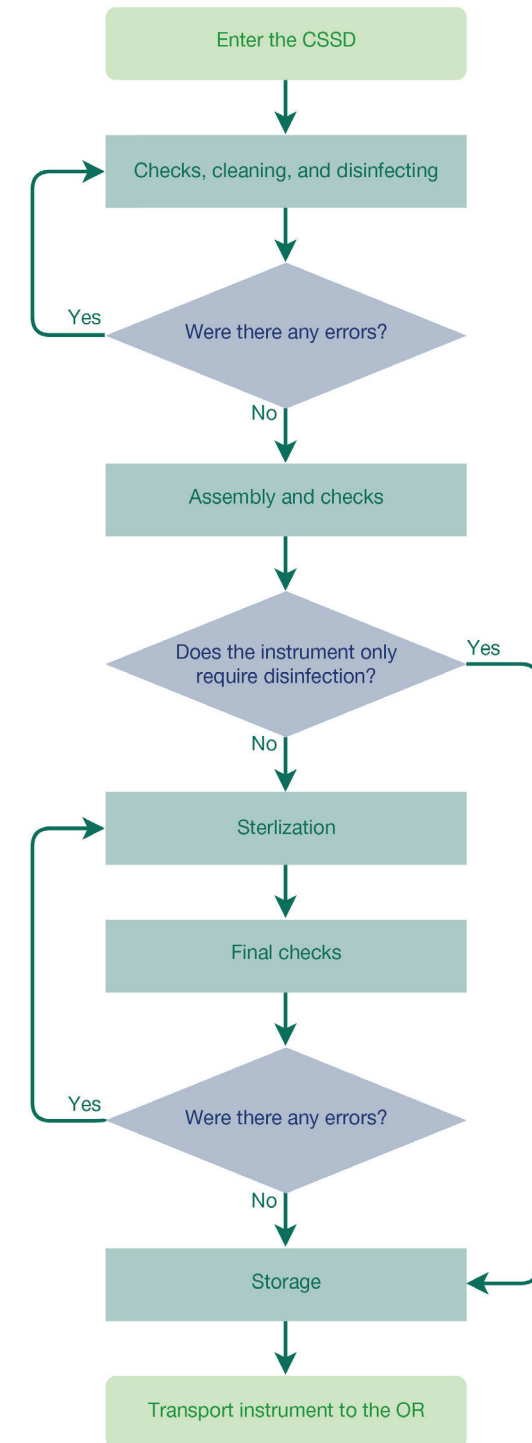 Enter the CSSD
Checks, cleaning, and disinfecting
Yes
Were there any errors?
No
Assembly and checks
Does the instrument only
require disinfection?
Yes
No
Sterlization
Final checks
Yes
Were there any errors?
No
Storage
Transport instrument to the OR